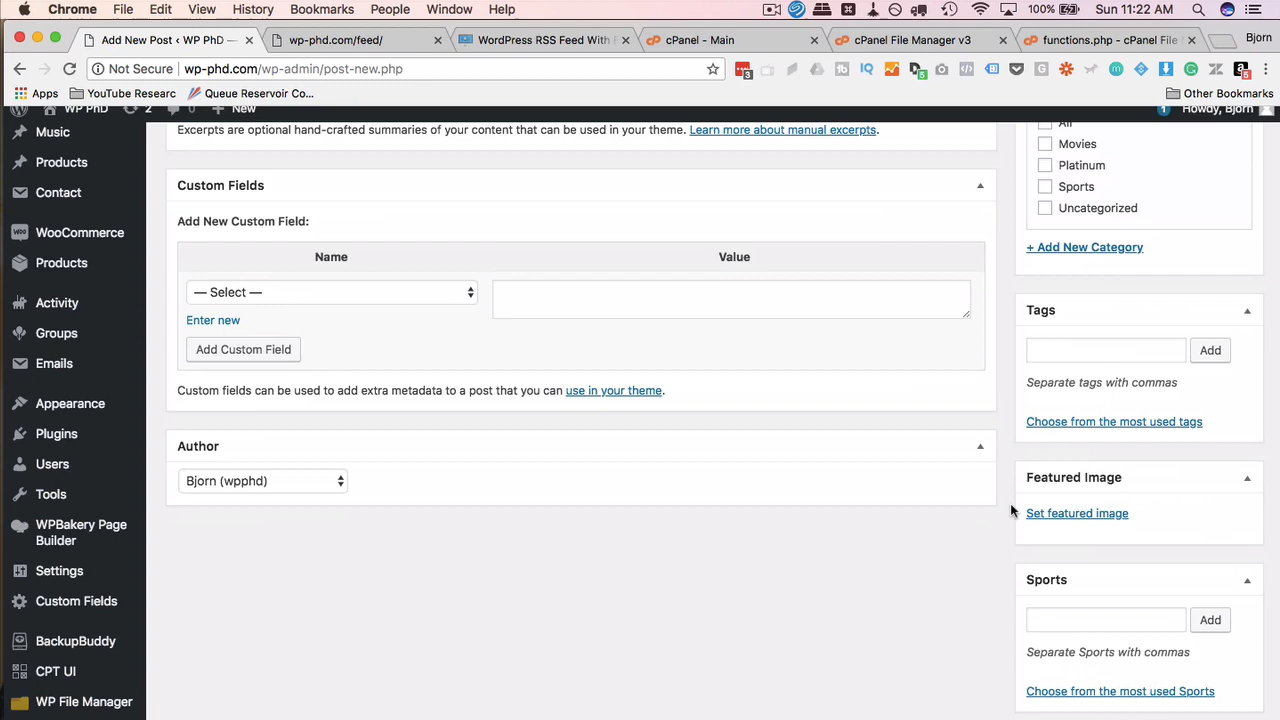 Chrome File Edit View History Bookmarks People Window Help 100% Sun 11:22 AM
Add New Post ‹ WP PhD — wp-phd.com/feed/ WordPress RSS Feed With F cPanel - Main cPanel File Manager v3 functions.php - cPanel File Bjorn
Not Secure wp-phd.com/wp-admin/post-new.php
Apps YouTube Researc Queue Reservoir Co... Other Bookmarks
WP PhD 2 0 New 1 Howdy, Bjorn
Music
Products
Contact
WooCommerce
Products
Activity
Groups
Emails
Appearance
Plugins
Users
Tools
WPBakery Page
Builder
Settings
Custom Fields
BackupBuddy
CPT UI
WP File Manager
Excerpts are optional hand-crafted summaries of your content that can be used in your theme. Learn more about manual excerpts.
Custom Fields
Add New Custom Field:
Name Value
— Select —
Enter new
Add Custom Field
Custom fields can be used to add extra metadata to a post that you can use in your theme.
Author
Bjorn (wpphd)
All
Movies
Platinum
Sports
Uncategorized
+ Add New Category
Tags
Add
Separate tags with commas
Choose from the most used tags
Featured Image
Set featured image
Sports
Add
Separate Sports with commas
Choose from the most used Sports